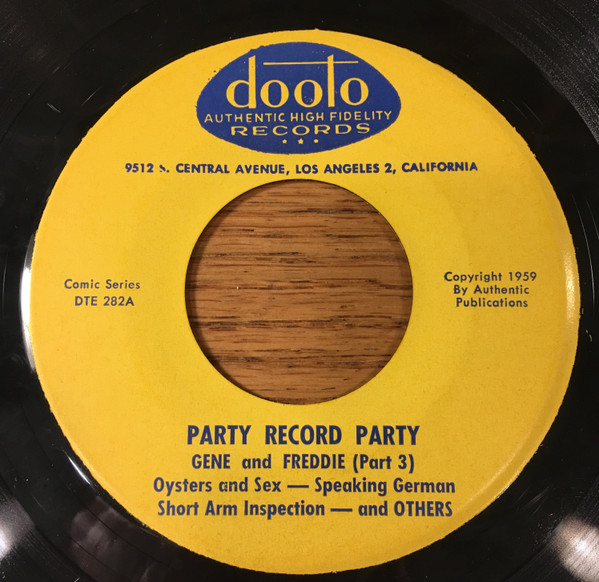 dooto
AUTHENTIC HIGH FIDELITY
RECORDS
9512 S. CENTRAL AVENUE, LOS ANGELES 2, CALIFORNIA
Comic Series
DTE 282A
Copyright 1959
By Authentic
Publications
PARTY RECORD PARTY
GENE and FREDDIE (Part 3)
Oysters and Sex — Speaking German
Short Arm Inspection — and OTHERS